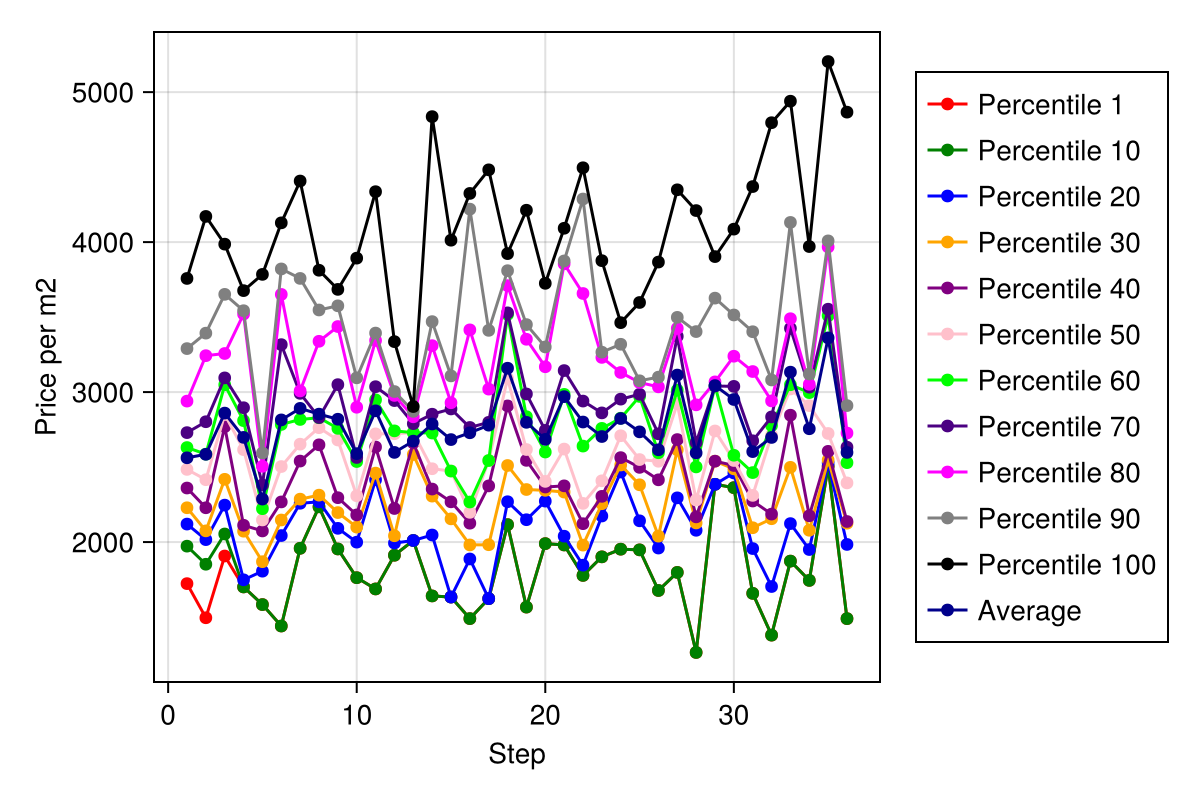 5000
4000
3000
2000
Price per m2
0
10
20
30
Step
Percentile 1
Percentile 10
Percentile 20
Percentile 30
Percentile 40
Percentile 50
Percentile 60
Percentile 70
Percentile 80
Percentile 90
Percentile 100
Average